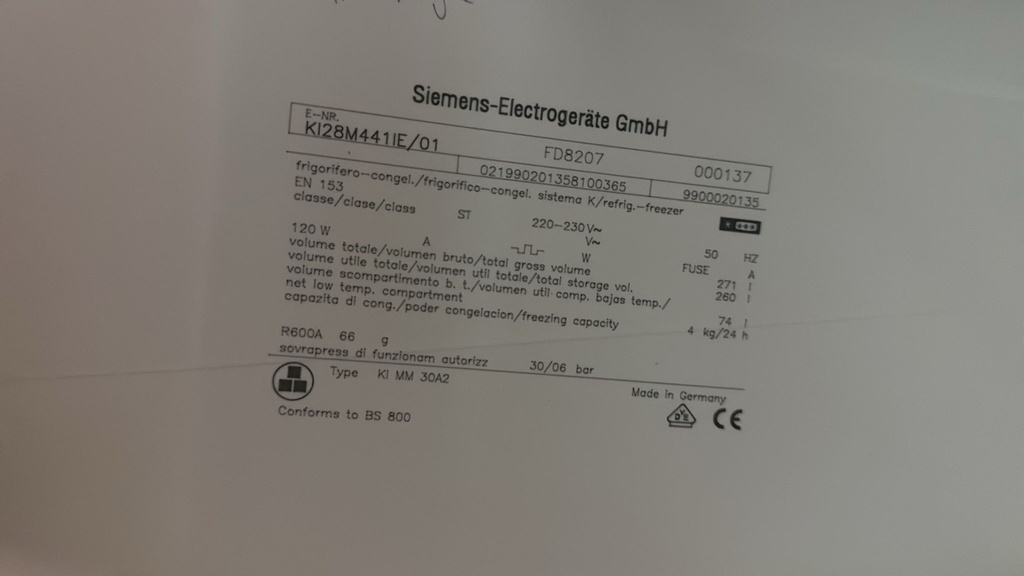 Siemens-Electrogeräte GmbH
E-NR.
KI28M441IE/01 FD8207 000137
021990201358100365 9900020135
frigorifero-congel./frigorifico-congel. sistema K/refrig.-freezer
EN 153
classe/clase/class ST 220-230V~ 50 HZ
V~ FUSE A
120 W A W
volume totale/volumen bruto/total gross volume 271 l
volume utile totale/volumen util totale/total storage vol. 260 l
volume scompartimento b. t./volumen util comp. bajas temp./
net low temp. compartment 74 l
capazita di cong./poder congelacion/freezing capacity 4 kg/24 h
R600A 66 g
sovrapress di funzionam autorizz 30/06 bar
Type KI MM 30A2 Made in Germany
Conforms to BS 800 DVE CE